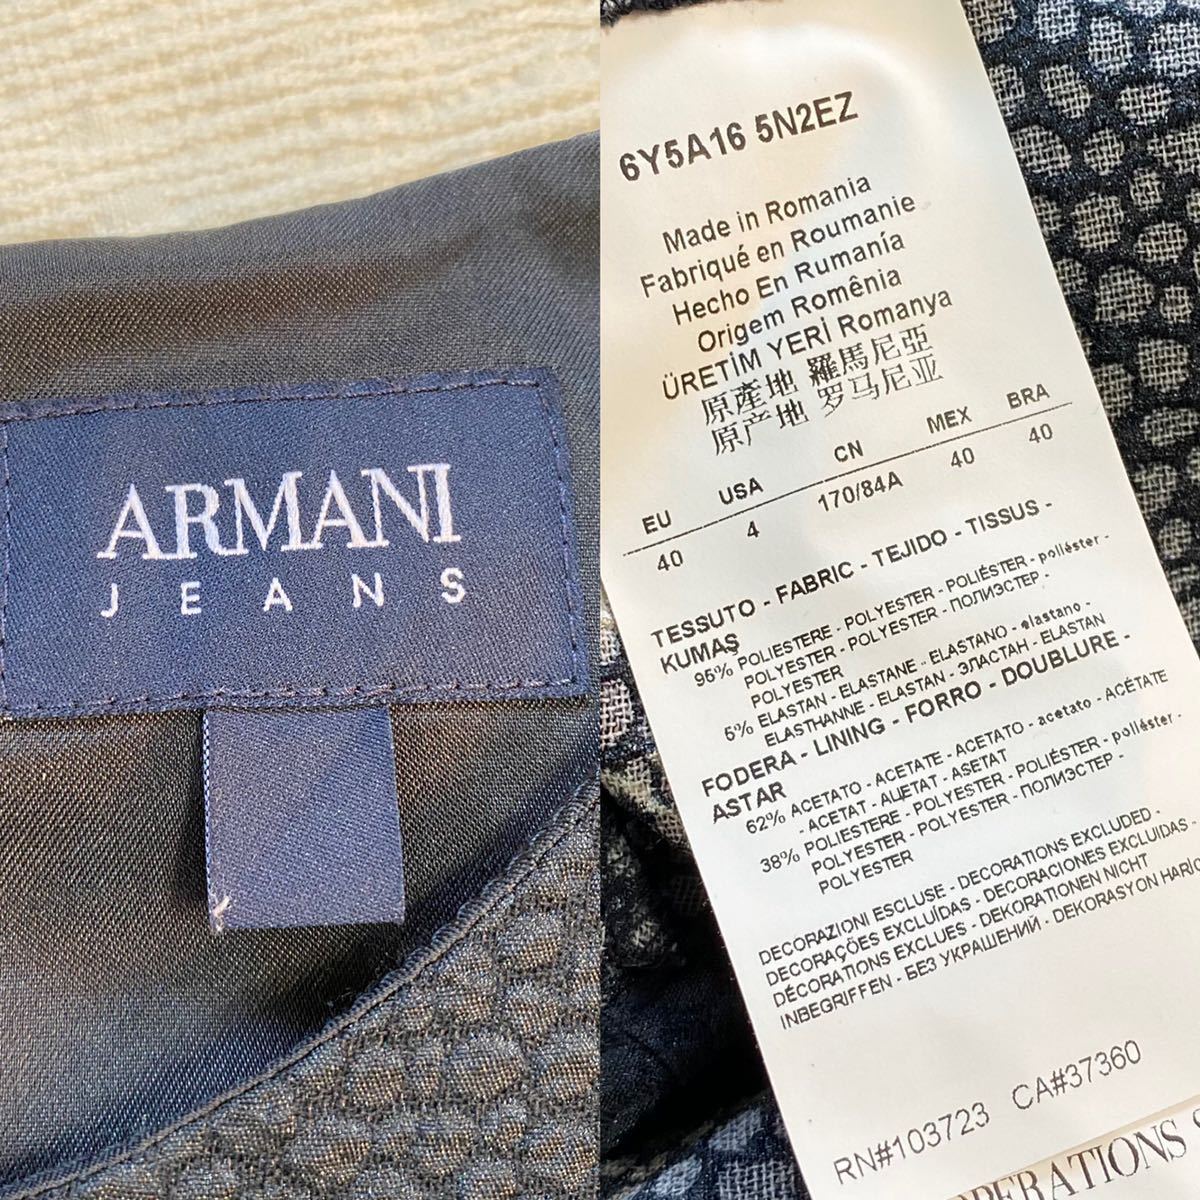 ARMANI
JEANS
6Y5A16 5N2EZ
Made in Romania
Fabriqué en Roumanie
Hecho En Rumanía
Origem Romênia
ÜRETİM YERİ Romanya
原產地 羅馬尼亞
原产地 罗马尼亚
EU USA CN MEX BRA
40 4 170/84A 40 40
TESSUTO - FABRIC - TEJIDO - TISSUS -
KUMAŞ
95% POLIESTERE - POLYESTER - POLIÉSTER - poliéster -
POLYESTER - POLYESTER - ПОЛИЭСТЕР -
POLYESTER
5% ELASTAN - ELASTANE - ELASTANO - elastano -
ELASTHANNE - ELASTAN - ЭЛАСТАН - ELASTAN
FODERA - LINING - FORRO - DOUBLURE -
ASTAR
62% ACETATO - ACETATE - ACETATO - acetato - ACÉTATE
- ACETAT - АЦЕТАТ - ASETAT
38% POLIESTERE - POLYESTER - POLIÉSTER - poliéster -
POLYESTER - POLYESTER - ПОЛИЭСТЕР -
POLYESTER
DECORAZIONI ESCLUSE - DECORATIONS EXCLUDED -
DECORAÇÕES EXCLUÍDAS - DECORACIONES EXCLUIDAS -
DÉCORATIONS EXCLUES - DEKORATIONEN NICHT
INBEGRIFFEN - БЕЗ УКРАШЕНИЙ - DEKORASYON HARİÇ
RN#103723 CA#37360